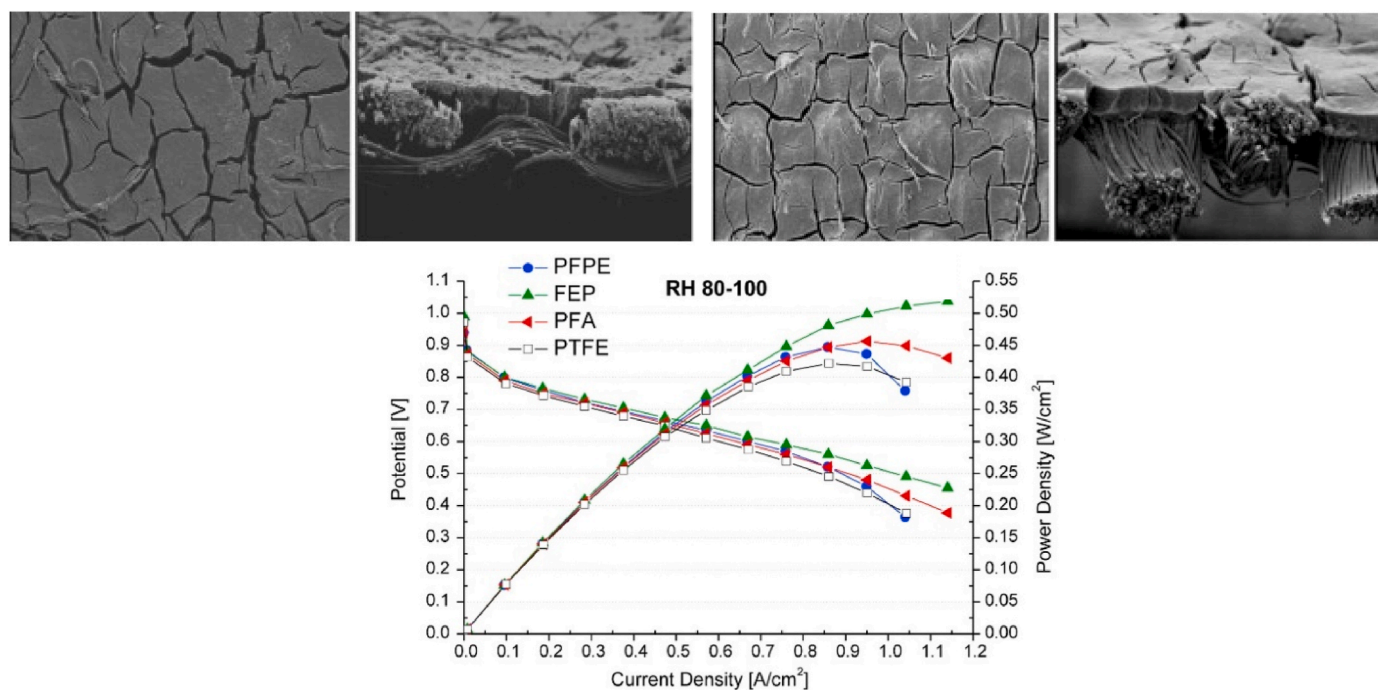 PFPE
FEP
PFA
PTFE
RH 80-100
1.1
1.0
0.9
0.8
0.7
0.6
0.5
0.4
0.3
0.2
0.1
0.0
Potential [V]
0.55
0.50
0.45
0.40
0.35
0.30
0.25
0.20
0.15
0.10
0.05
0.00
Power Density [W/cm²]
0.0 0.1 0.2 0.3 0.4 0.5 0.6 0.7 0.8 0.9 1.0 1.1 1.2
Current Density [A/cm²]